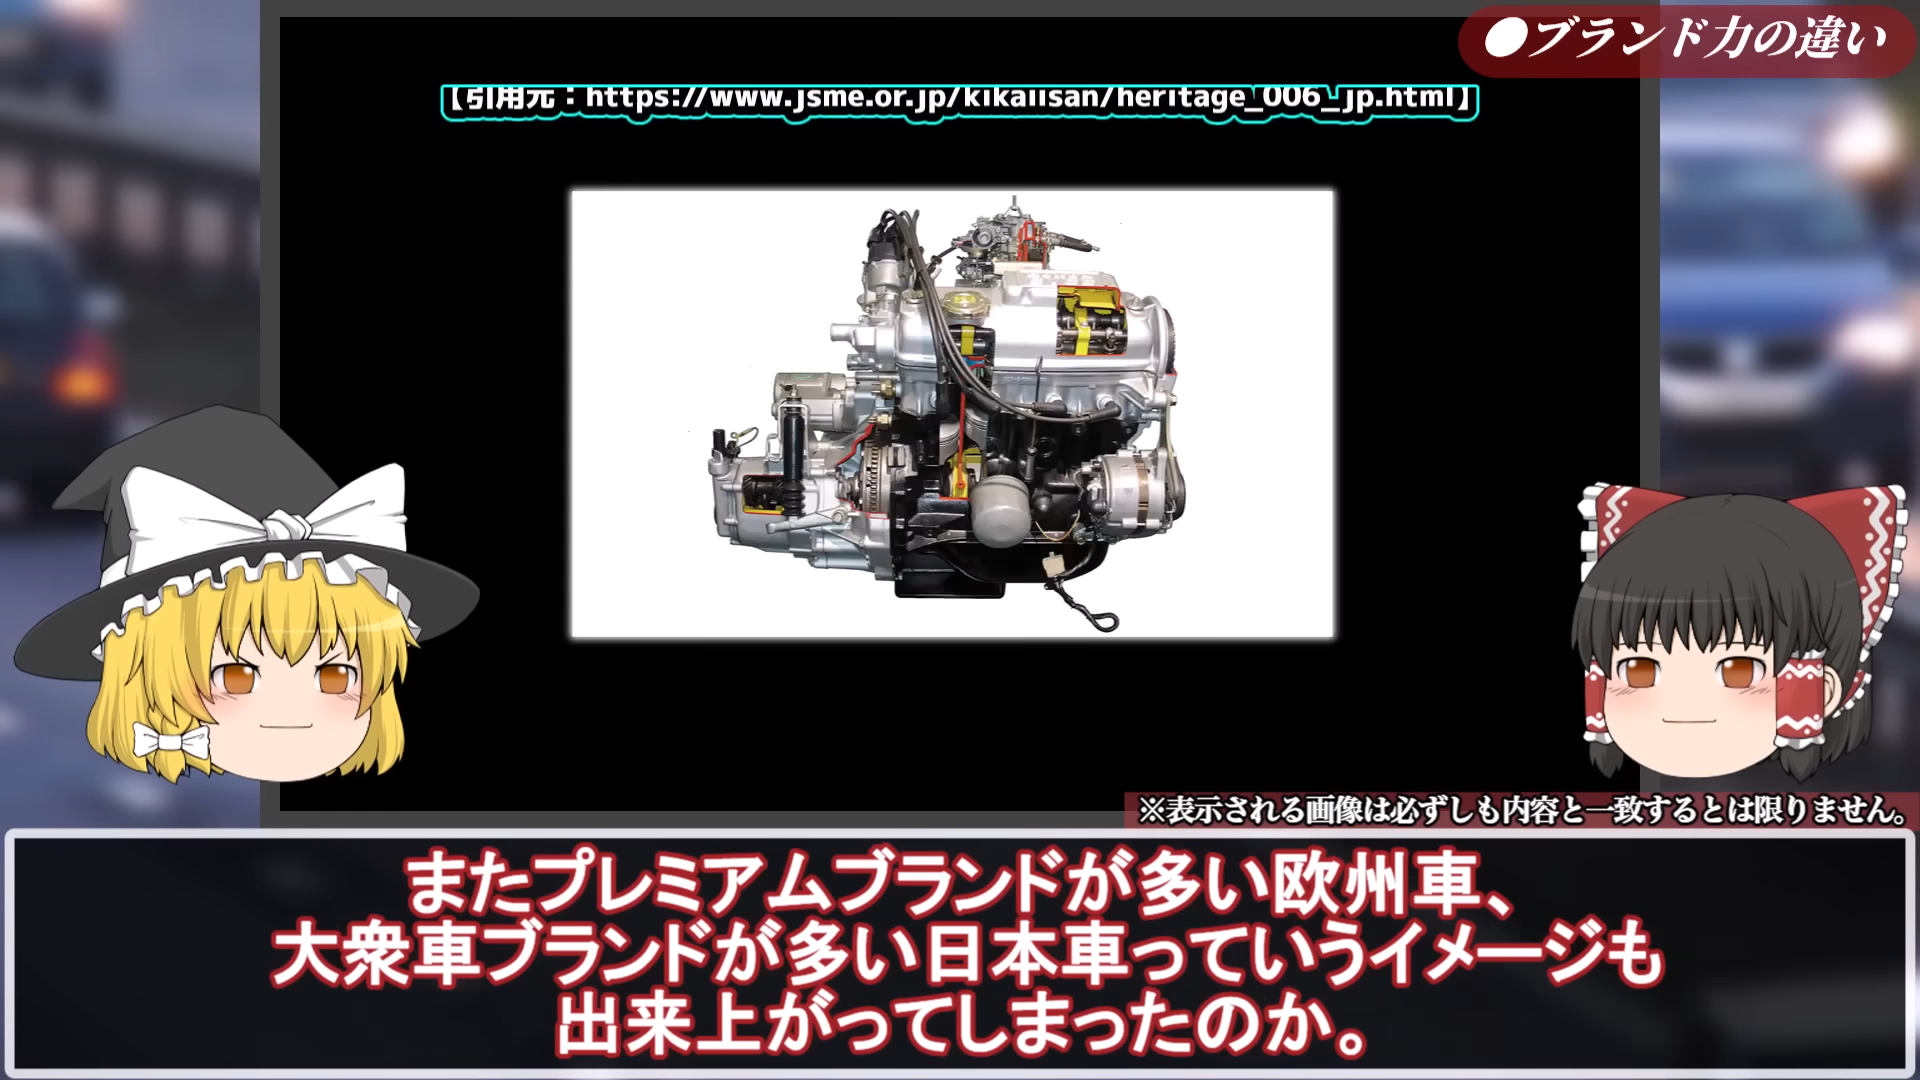 ●ブランド力の違い
【引用元：https://www.jsme.or.jp/kikaiisan/heritage_006_jp.html】
※表示される画像は必ずしも内容と一致するとは限りません。
またプレミアムブランドが多い欧州車、
大衆車ブランドが多い日本車っていうイメージも
出来上がってしまったのか。